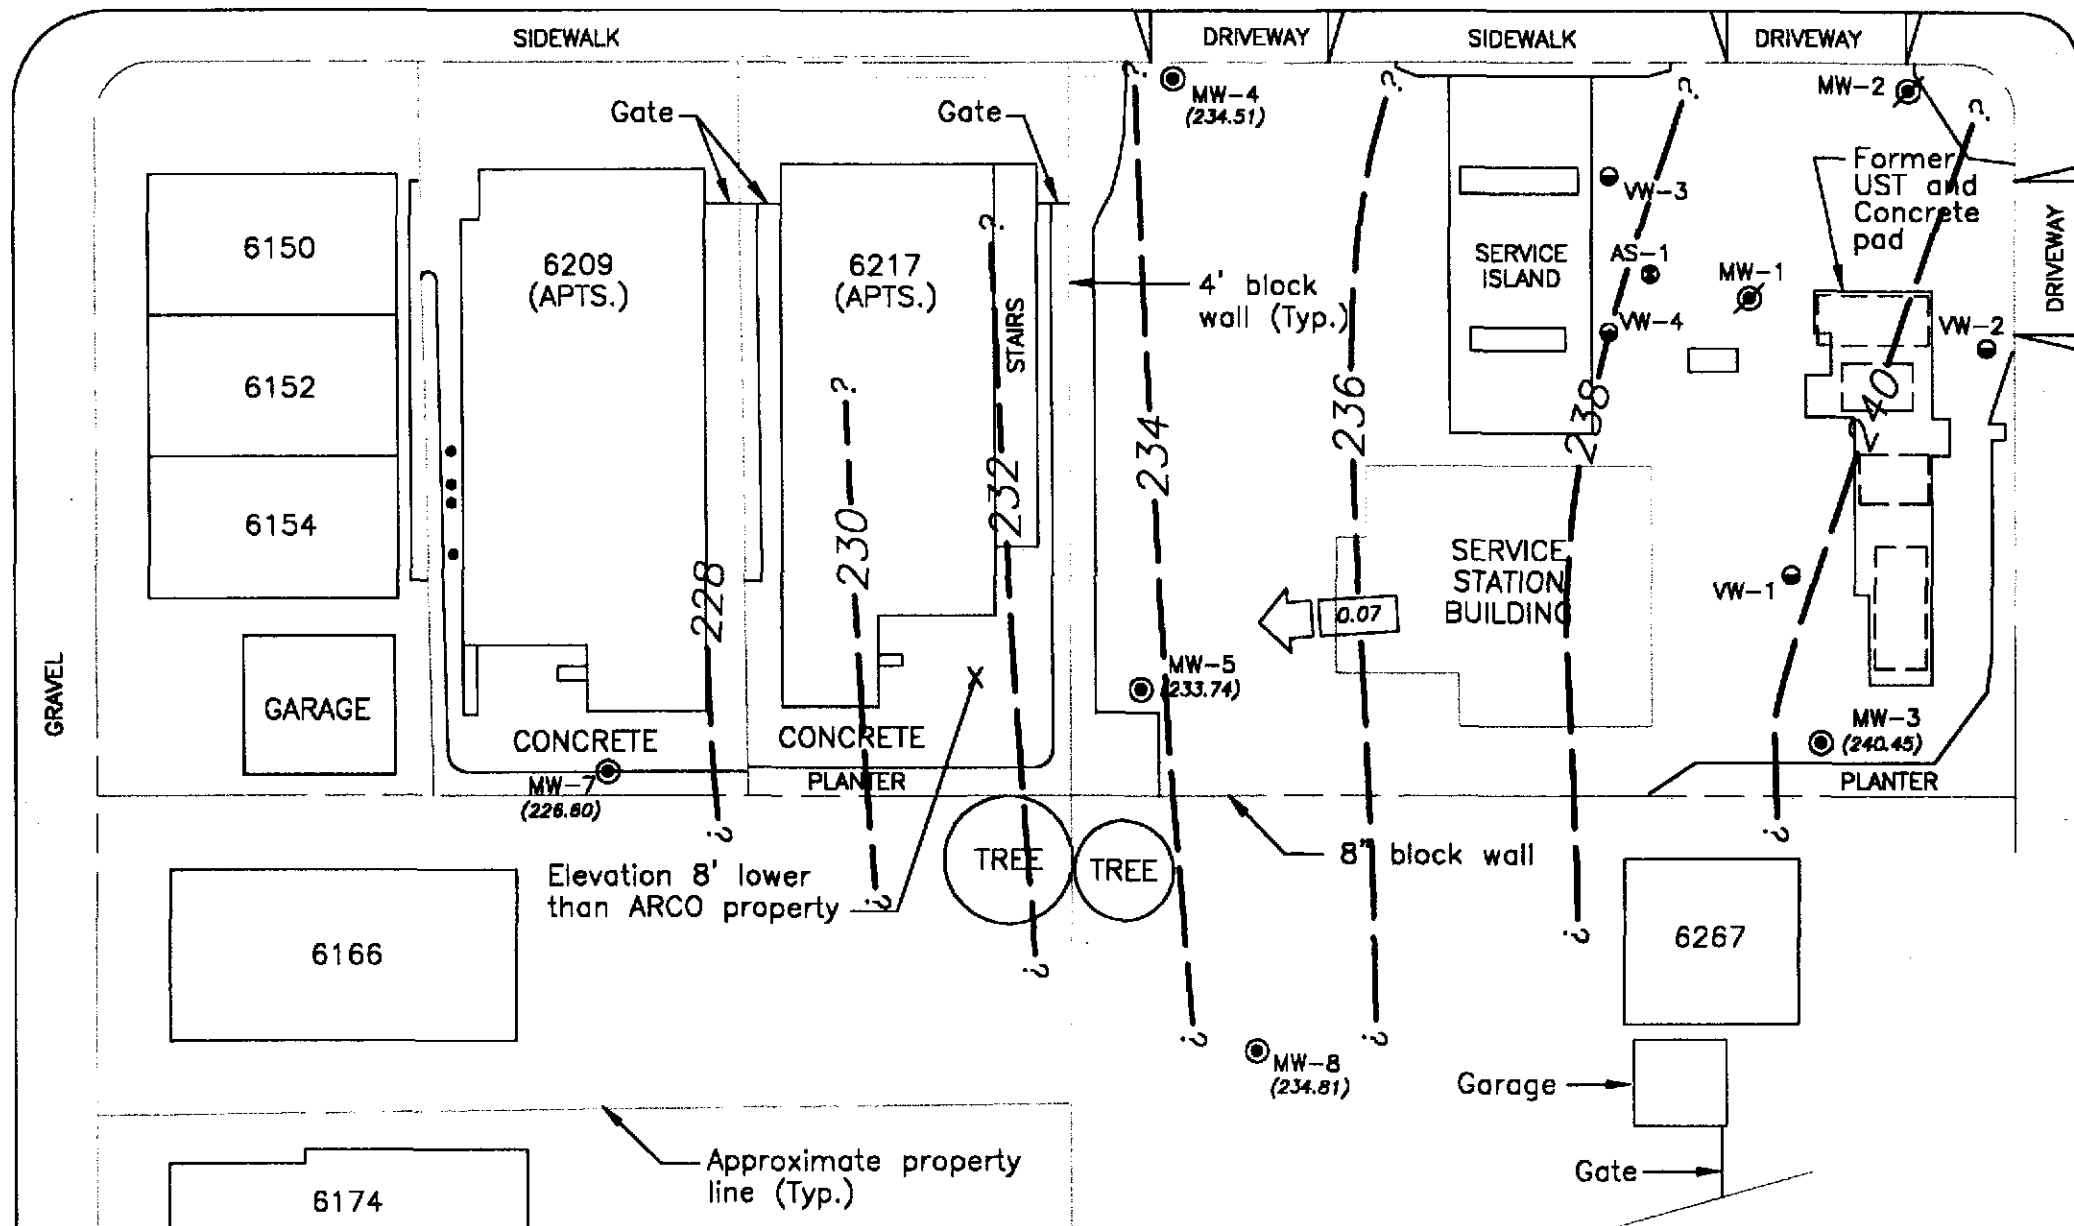 SIDEWALK
DRIVEWAY
SIDEWALK
DRIVEWAY
?
MW-4
(234.51)
?
?
MW-2
?
Gate
Gate
Former
UST and
Concrete
pad
VW-3
AS-1
MW-1
VW-4
VW-2
DRIVEWAY
6150
6209
(APTS.)
6217
(APTS.)
?
STAIRS
4' block
wall (Typ.)
SERVICE
ISLAND
6152
?
234
236
238
240
6154
228
230
232
SERVICE
STATION
BUILDING
VW-1
0.07
GRAVEL
GARAGE
MW-5
(233.74)
MW-3
(240.45)
CONCRETE
CONCRETE
MW-7
(226.60)
PLANTER
PLANTER
?
?
?
TREE
TREE
8" block wall
Elevation 8' lower
than ARCO property
?
?
?
6166
6267
?
?
MW-8
(234.81)
Garage
Approximate property
line (Typ.)
Gate
6174